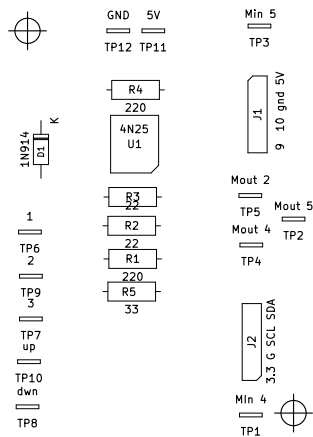 GND 5V
TP12 TP11
Min 5
TP3
R4
220
4N25
U1
1N914
D1
K
J1
9 10 gnd 5V
R3
22
R2
22
R1
220
R5
33
Mout 2
TP5
Mout 5
TP2
Mout 4
TP4
1
TP6
2
TP9
3
TP7
up
TP10
dwn
TP8
J2
3.3 G SCL SDA
MIn 4
TP1